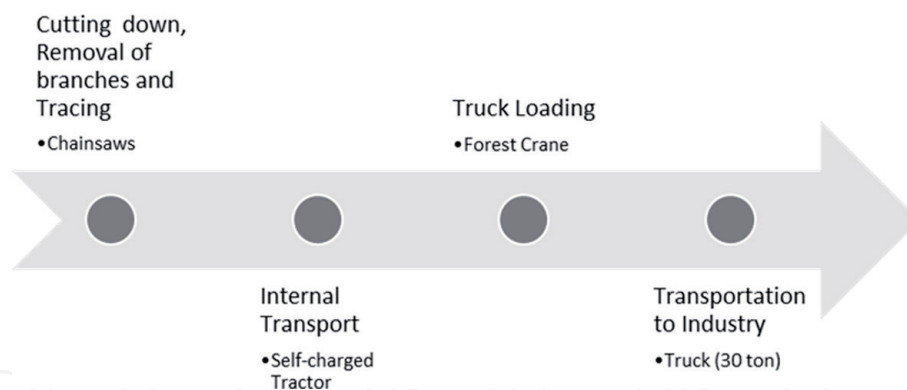 Cutting down,
Removal of
branches and
Tracing
•Chainsaws
Internal
Transport
•Self-charged
Tractor
Truck Loading
•Forest Crane
Transportation
to Industry
•Truck (30 ton)